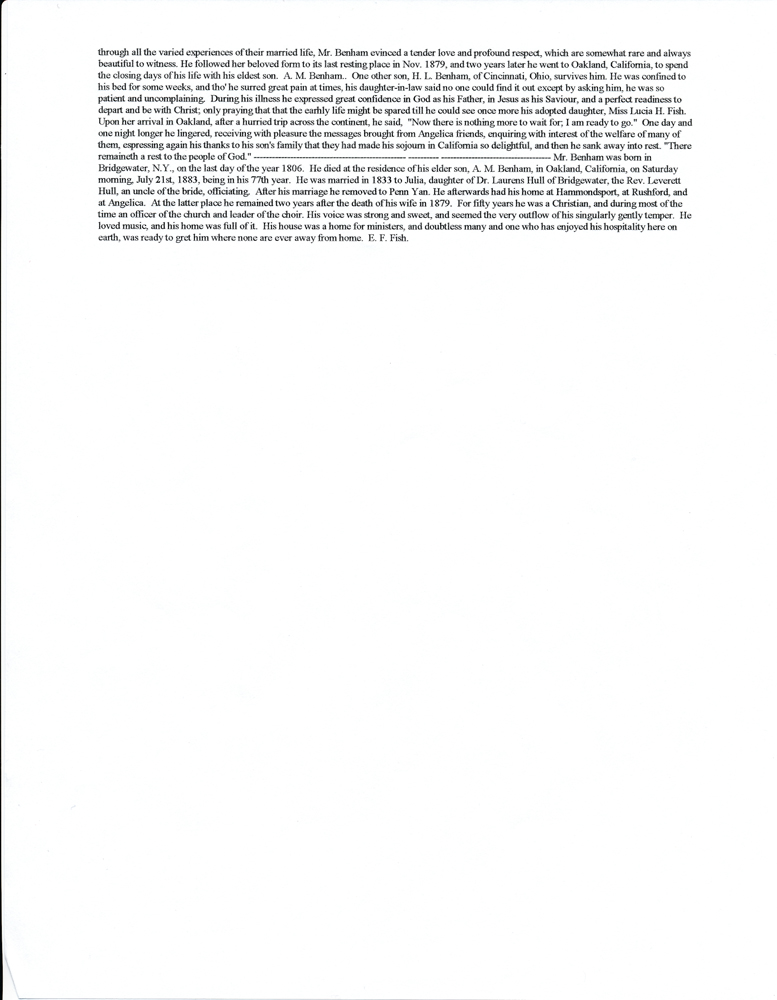 through all the varied experiences of their married life, Mr. Benham evinced a tender love and profound respect, which are somewhat rare and always
beautiful to witness. He followed her beloved form to its last resting place in Nov. 1879, and two years later he went to Oakland, California, to spend
the closing days of his life with his eldest son. A. M. Benham.. One other son, H. L. Benham, of Cincinnati, Ohio, survives him. He was confined to
his bed for some weeks, and tho' he surred great pain at times, his daughter-in-law said no one could find it out except by asking him, he was so
patient and uncomplaining. During his illness he expressed great confidence in God as his Father, in Jesus as his Saviour, and a perfect readiness to
depart and be with Christ; only praying that that the earhly life might be spared till he could see once more his adopted daughter, Miss Lucia H. Fish.
Upon her arrival in Oakland, after a hurried trip across the continent, he said, "Now there is nothing more to wait for; I am ready to go." One day and
one night longer he lingered, receiving with pleasure the messages brought from Angelica friends, enquiring with interest of the welfare of many of
them, espressing again his thanks to his son's family that they had made his sojourn in California so delightful, and then he sank away into rest. "There
remaineth a rest to the people of God." -------------------------------------------------- ---------- ------------------------------------ Mr. Benham was born in
Bridgewater, N.Y., on the last day of the year 1806. He died at the residence of his elder son, A. M. Benham, in Oakland, California, on Saturday
morning, July 21st, 1883, being in his 77th year. He was married in 1833 to Julia, daughter of Dr. Laurens Hull of Bridgewater, the Rev. Leverett
Hull, an uncle of the bride, officiating. After his marriage he removed to Penn Yan. He afterwards had his home at Hammondsport, at Rushford, and
at Angelica. At the latter place he remained two years after the death of his wife in 1879. For fifty years he was a Christian, and during most of the
time an officer of the church and leader of the choir. His voice was strong and sweet, and seemed the very outflow of his singularly gently temper. He
loved music, and his home was full of it. His house was a home for ministers, and doubtless many and one who has enjoyed his hospitality here on
earth, was ready to gret him where none are ever away from home. E. F. Fish.